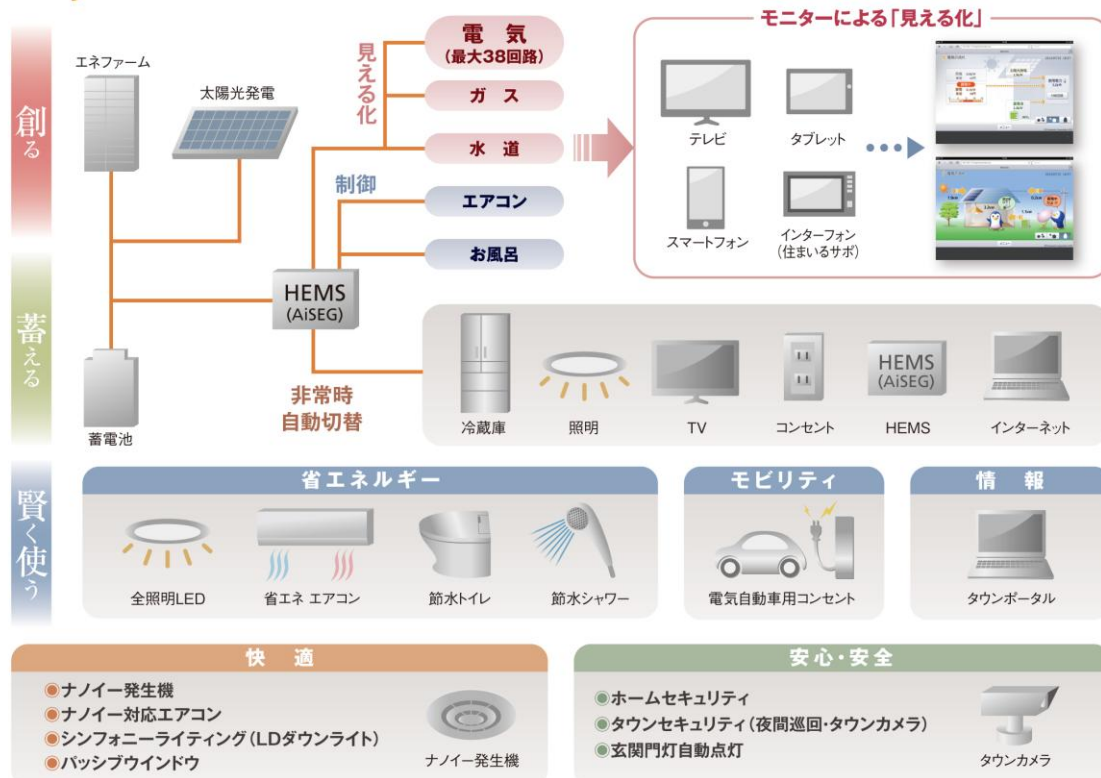 創る
蓄える
賢く使う
エネファーム
太陽光発電
蓄電池
見える化
制御
HEMS
(AiSEG)
非常時
自動切替
電気
(最大38回路)
ガス
水道
エアコン
お風呂
モニターによる「見える化」
テレビ
タブレット
スマートフォン
インターフォン
(住まいるサポ)
冷蔵庫
照明
TV
コンセント
HEMS
(AiSEG)
HEMS
インターネット
省エネルギー
全照明LED
省エネ エアコン
節水トイレ
節水シャワー
モビリティ
電気自動車用コンセント
情報
タウンポータル
快適
◉ナノイー発生機
◉ナノイー対応エアコン
◉シンフォニーライティング(LDダウンライト)
◉パッシブウインドウ
ナノイー発生機
安心・安全
◉ホームセキュリティ
◉タウンセキュリティ(夜間巡回・タウンカメラ)
◉玄関門灯自動点灯
タウンカメラ